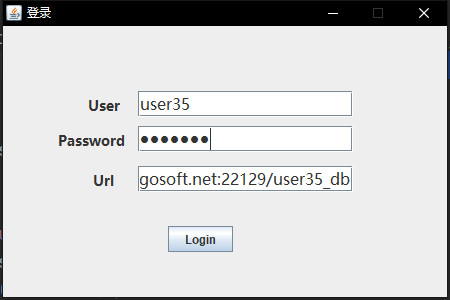 登录
User user35
Password ●●●●●●●
Url gosoft.net:22129/user35_db
Login